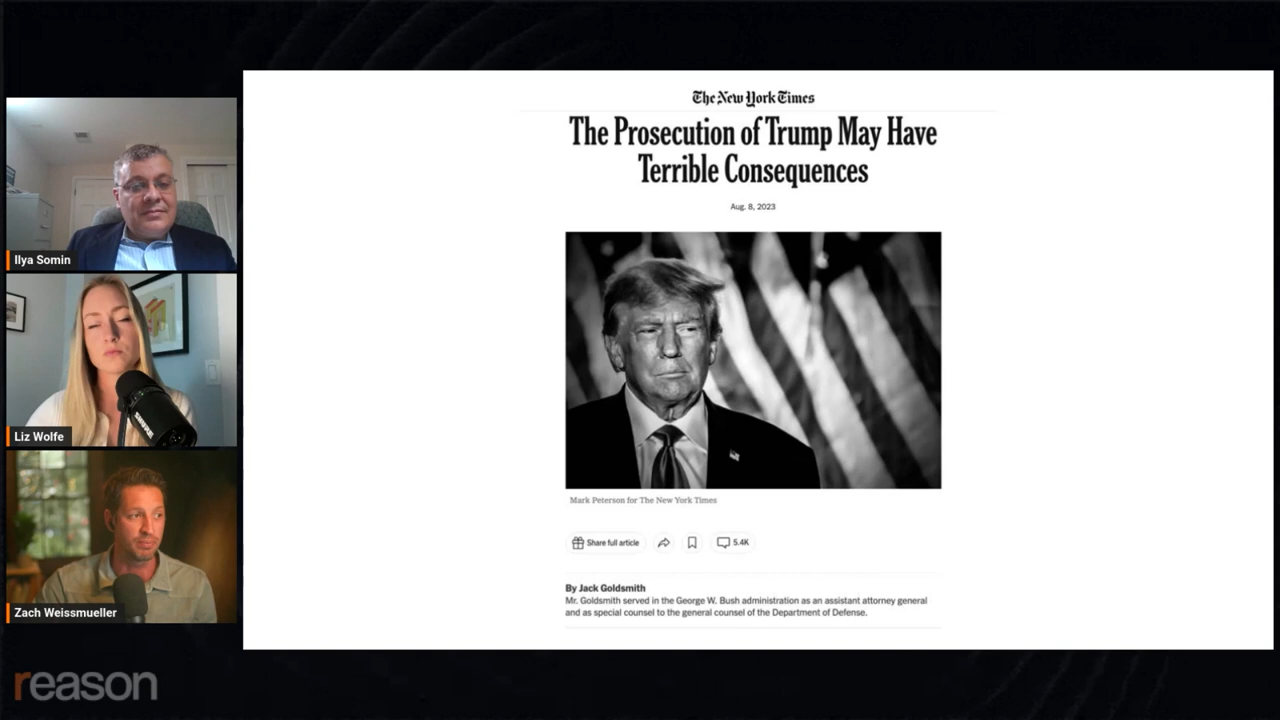 Ilya Somin
Liz Wolfe
SHURE
Zach Weissmueller
reason
The New York Times
The Prosecution of Trump May Have
Terrible Consequences
Aug. 8, 2023
Mark Peterson for The New York Times
Share full article
5.4K
By Jack Goldsmith
Mr. Goldsmith served in the George W. Bush administration as an assistant attorney general
and as special counsel to the general counsel of the Department of Defense.